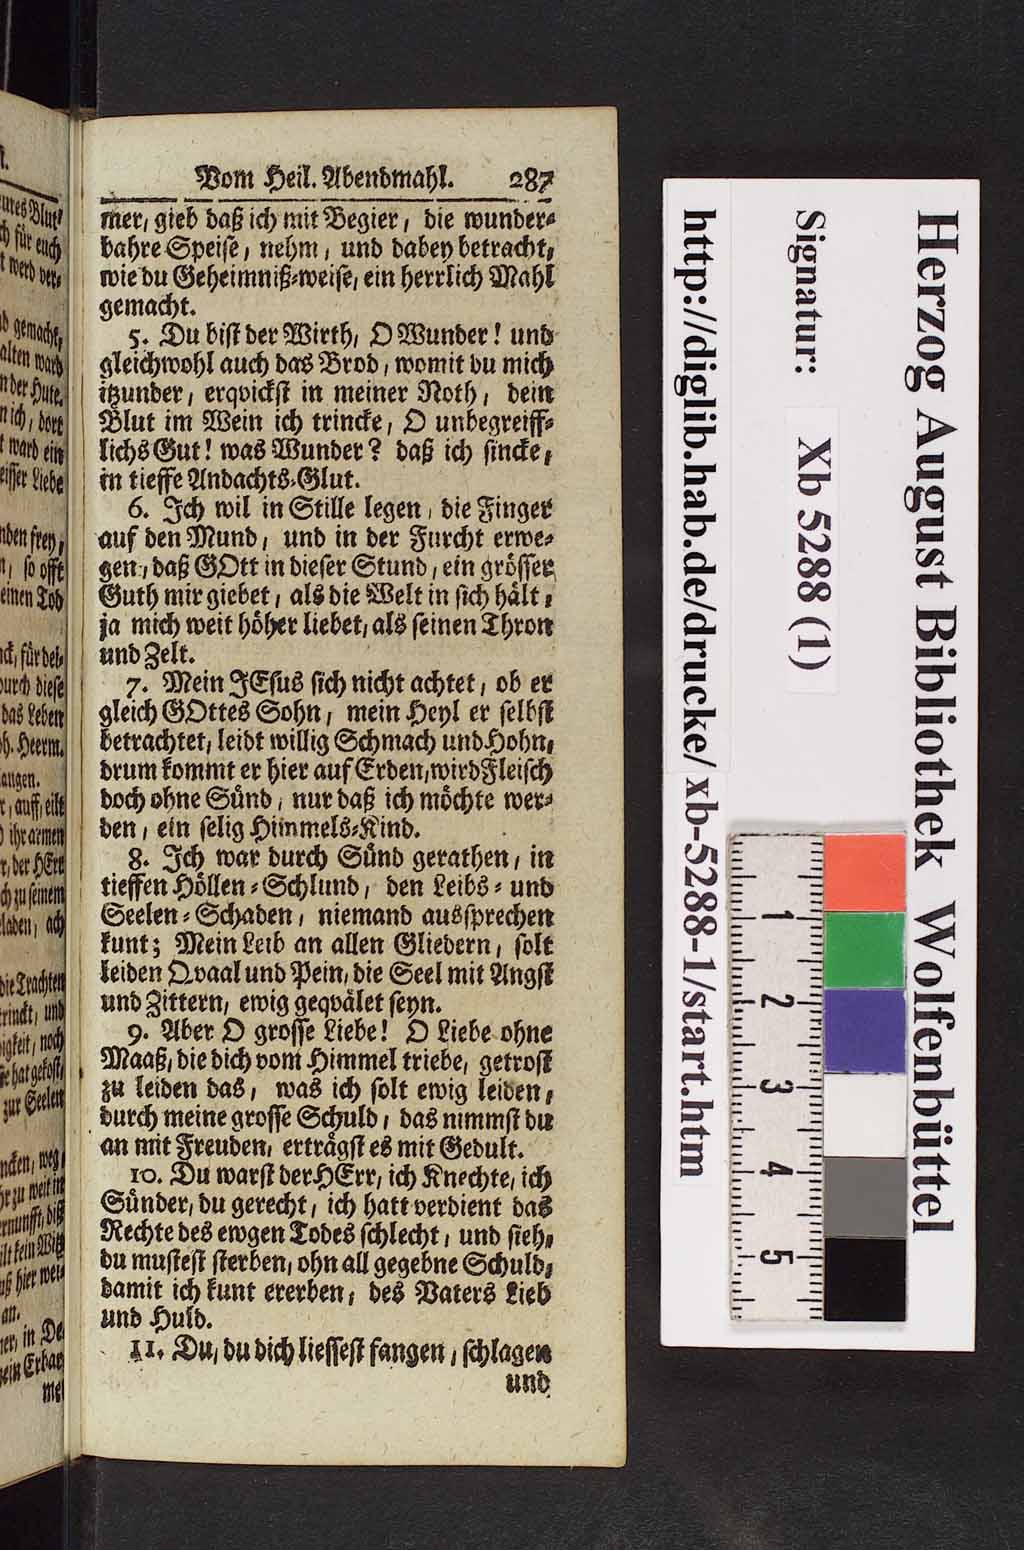 Vom Heil. Abendmahl. 287
mer, gieb daß ich mit Begier, die wunder-
bahre Speise, nehm, und dabey betracht,
wie du Geheimniß-weise, ein herrlich Mahl
gemacht.
5. Du bist der Wirth, O Wunder! und
gleichwohl auch das Brod, womit du mich
itzunder, erqvickst in meiner Noth, dein
Blut im Wein ich trincke, O unbegreiff-
lichs Gut! was Wunder? daß ich sincke,
in tieffe Andachts-Glut.
6. Ich wil in Stille legen, die Finger
auf den Mund, und in der Furcht erwe-
gen, daß GOtt in dieser Stund, ein grösser
Guth mir giebet, als die Welt in sich hält,
ja mich weit höher liebet, als seinen Thron
und Zelt.
7. Mein JEsus sich nicht achtet, ob er
gleich GOttes Sohn, mein Heyl er selbst
betrachtet, leidt willig Schmach und Hohn,
drum kommt er hier auf Erden, wird Fleisch
doch ohne Sünd, nur daß ich möchte wer-
den, ein selig Himmels-Kind.
8. Ich war durch Sünd gerathen, in
tieffen Höllen-Schlund, den Leibs- und
Seelen-Schaden, niemand aussprechen
kunt; Mein Leib an allen Gliedern, solt
leiden Qvaal und Pein, die Seel mit Angst
und Zittern, ewig geqvälet seyn.
9. Aber O grosse Liebe! O Liebe ohne
Maaß, die dich vom Himmel triebe, getrost
zu leiden das, was ich solt ewig leiden,
durch meine grosse Schuld, das nimmst du
an mit Freuden, erträgst es mit Gedult.
10. Du warst der HErr, ich Knechte, ich
Sünder, du gerecht, ich hatt verdient das
Rechte des ewgen Todes schlecht, und sieh,
du mustest sterben, ohn all gegebne Schuld,
damit ich kunt ererben, des Vaters Lieb
und Huld.
11. Du, du dich liessest fangen, schlagen
und
Herzog August Bibliothek Wolfenbüttel
Signatur: Xb 5288 (1)
http://diglib.hab.de/drucke/ xb-5288-1/start.htm
1
2
3
4
5